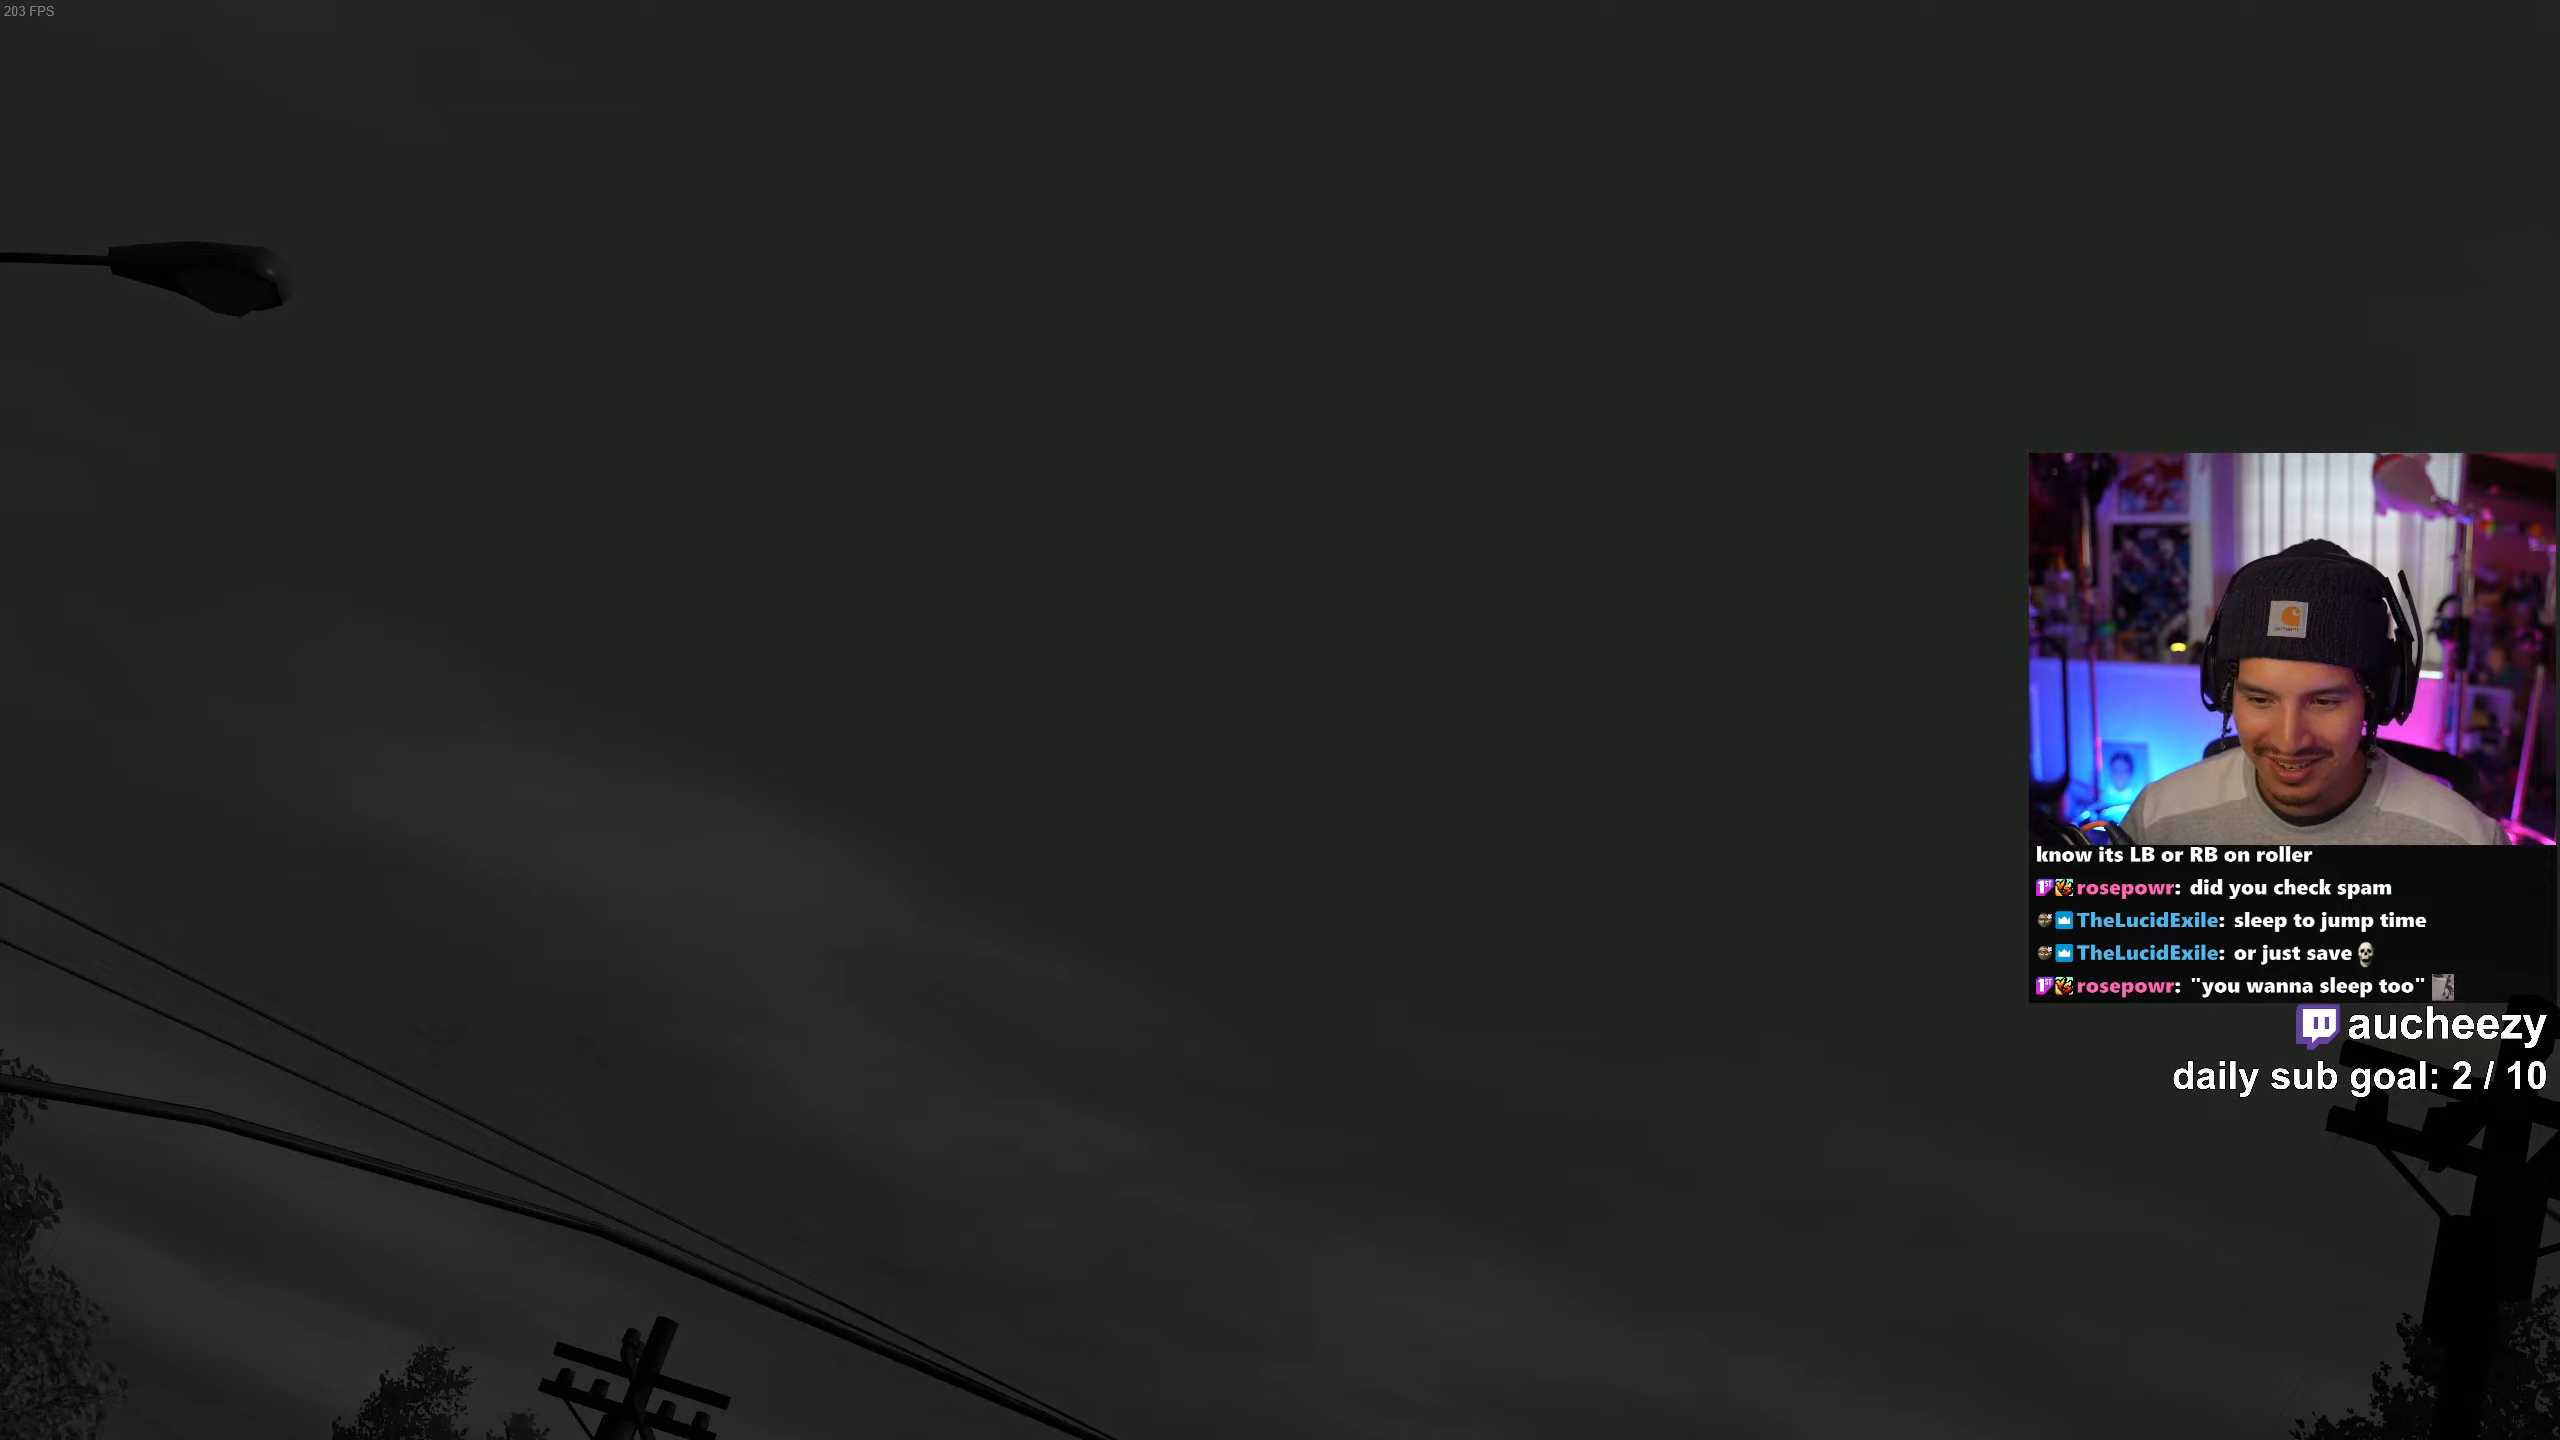 203 FPS
know its LB or RB on roller
rosepowr: did you check spam
TheLucidExile: sleep to jump time
TheLucidExile: or just save
rosepowr: "you wanna sleep too"
aucheezy
daily sub goal: 2 / 10